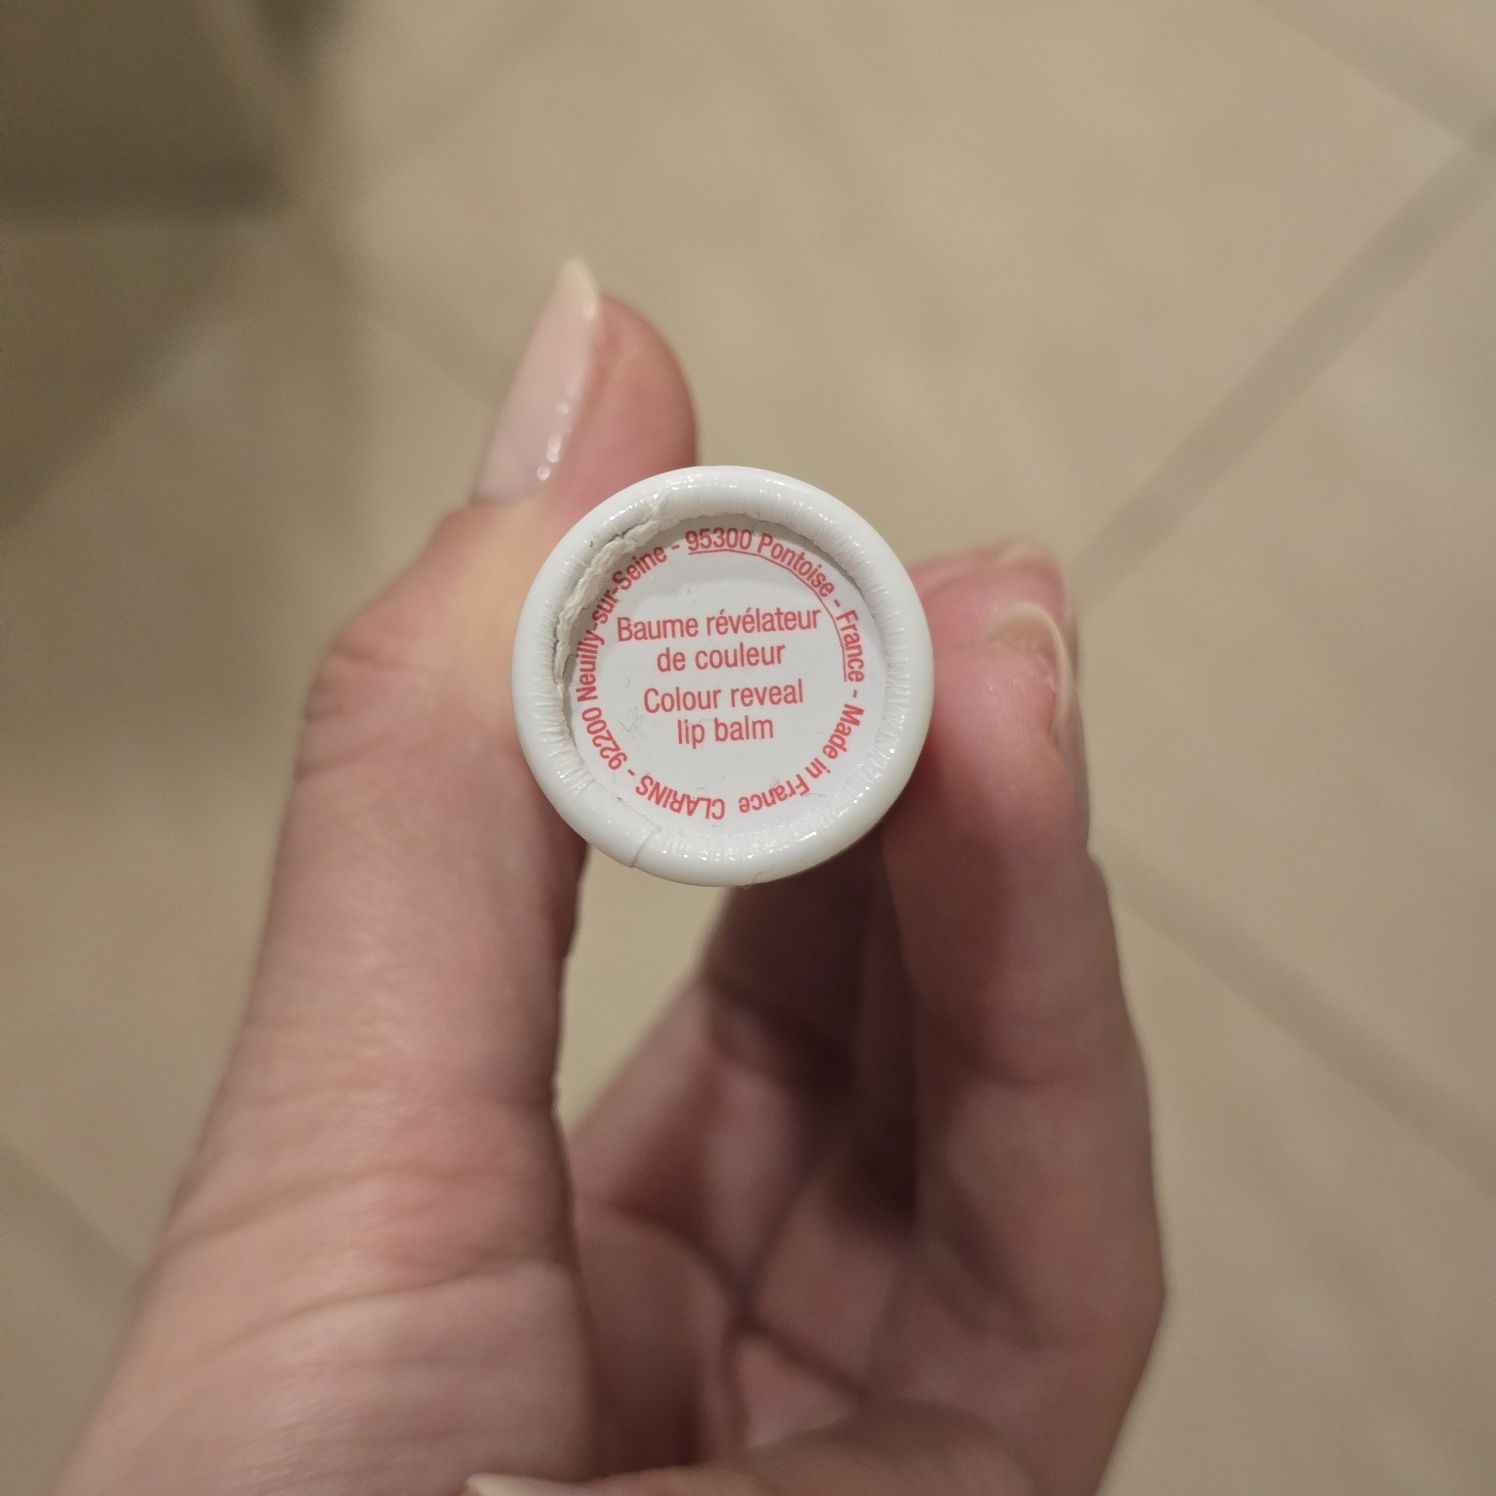 Baume révélateur
de couleur
Colour reveal
lip balm
CLARINS - 92200 Neuilly-sur-Seine - 95300 Pontoise - France - Made in France